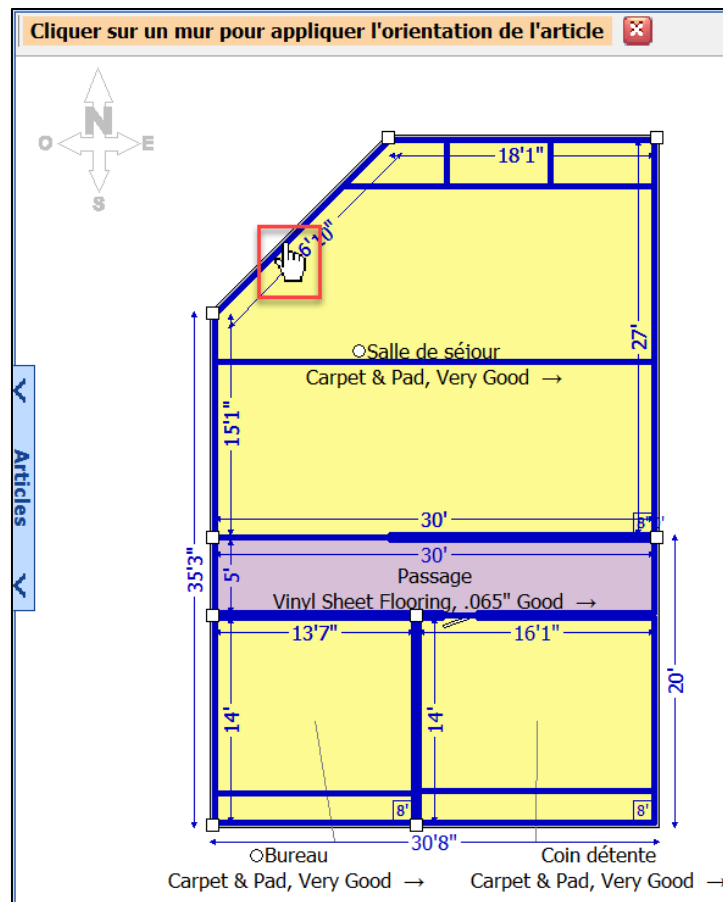 Cliquer sur un mur pour appliquer l'orientation de l'article
N
O
E
S
18'1"
27'
Salle de séjour
Carpet & Pad, Very Good →
15'1"
Articles
30'
8'
35'3"
5'
30'
Passage
Vinyl Sheet Flooring, .065" Good →
13'7"
16'1"
14'
14'
20'
8'
8'
30'8"
Bureau
Coin détente
Carpet & Pad, Very Good →
Carpet & Pad, Very Good →